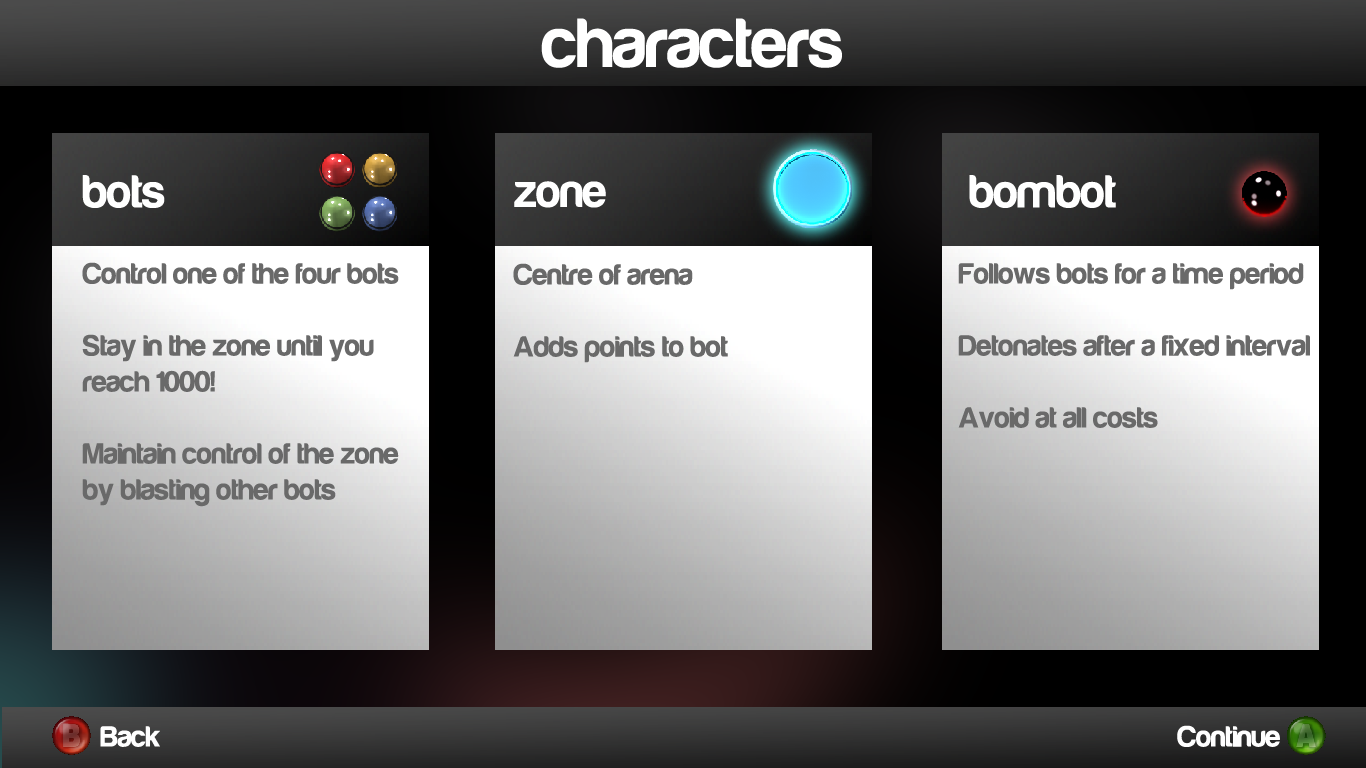 characters
bots
Control one of the four bots
Stay in the zone until you
reach 1000!
Maintain control of the zone
by blasting other bots
zone
Centre of arena
Adds points to bot
bombot
Follows bots for a time period
Detonates after a fixed interval
Avoid at all costs
B Back
Continue A